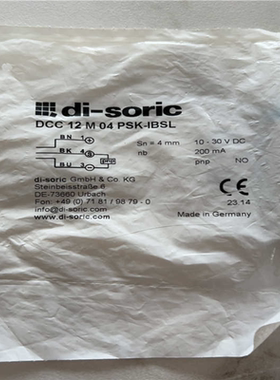 di-soric
DCC 12 M 04 PSK-IBSL
BN 1 +
BK 4 S
BU 3 -
Sn = 4 mm
nb
10 - 30 V DC
200 mA
pnp NO
di-soric GmbH & Co. KG
Steinbeisstraße 6
DE-73660 Urbach
Fon: +49 (0) 71 81 / 98 79 - 0
info@di-soric.com
www.di-soric.com
CE
23.14
Made in Germany